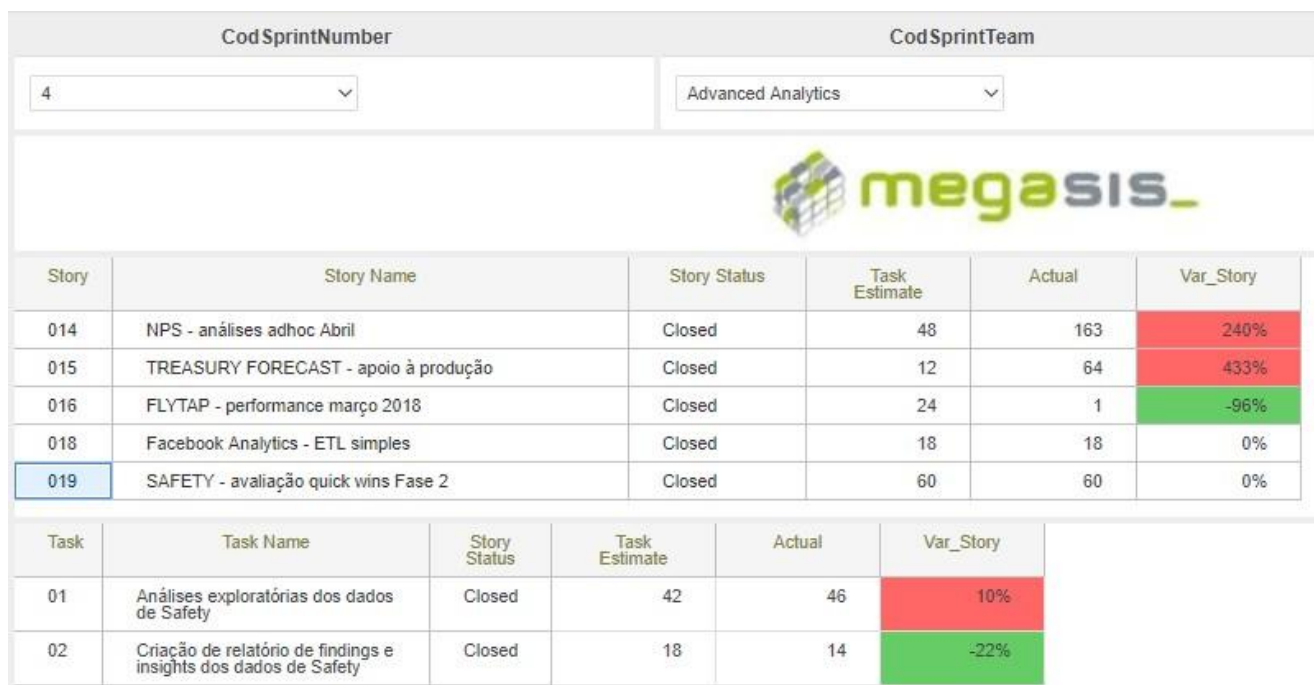 CodSprintNumber CodSprintTeam
4 Advanced Analytics
megasis_
Story Story Name Story Status Task Estimate Actual Var_Story
014 NPS - análises adhoc Abril Closed 48 163 240%
015 TREASURY FORECAST - apoio à produção Closed 12 64 433%
016 FLYTAP - performance março 2018 Closed 24 1 -96%
018 Facebook Analytics - ETL simples Closed 18 18 0%
019 SAFETY - avaliação quick wins Fase 2 Closed 60 60 0%
Task Task Name Story Status Task Estimate Actual Var_Story
01 Análises exploratórias dos dados Closed 42 46 10%
de Safety
02 Criação de relatório de findings e Closed 18 14 -22%
insights dos dados de Safety